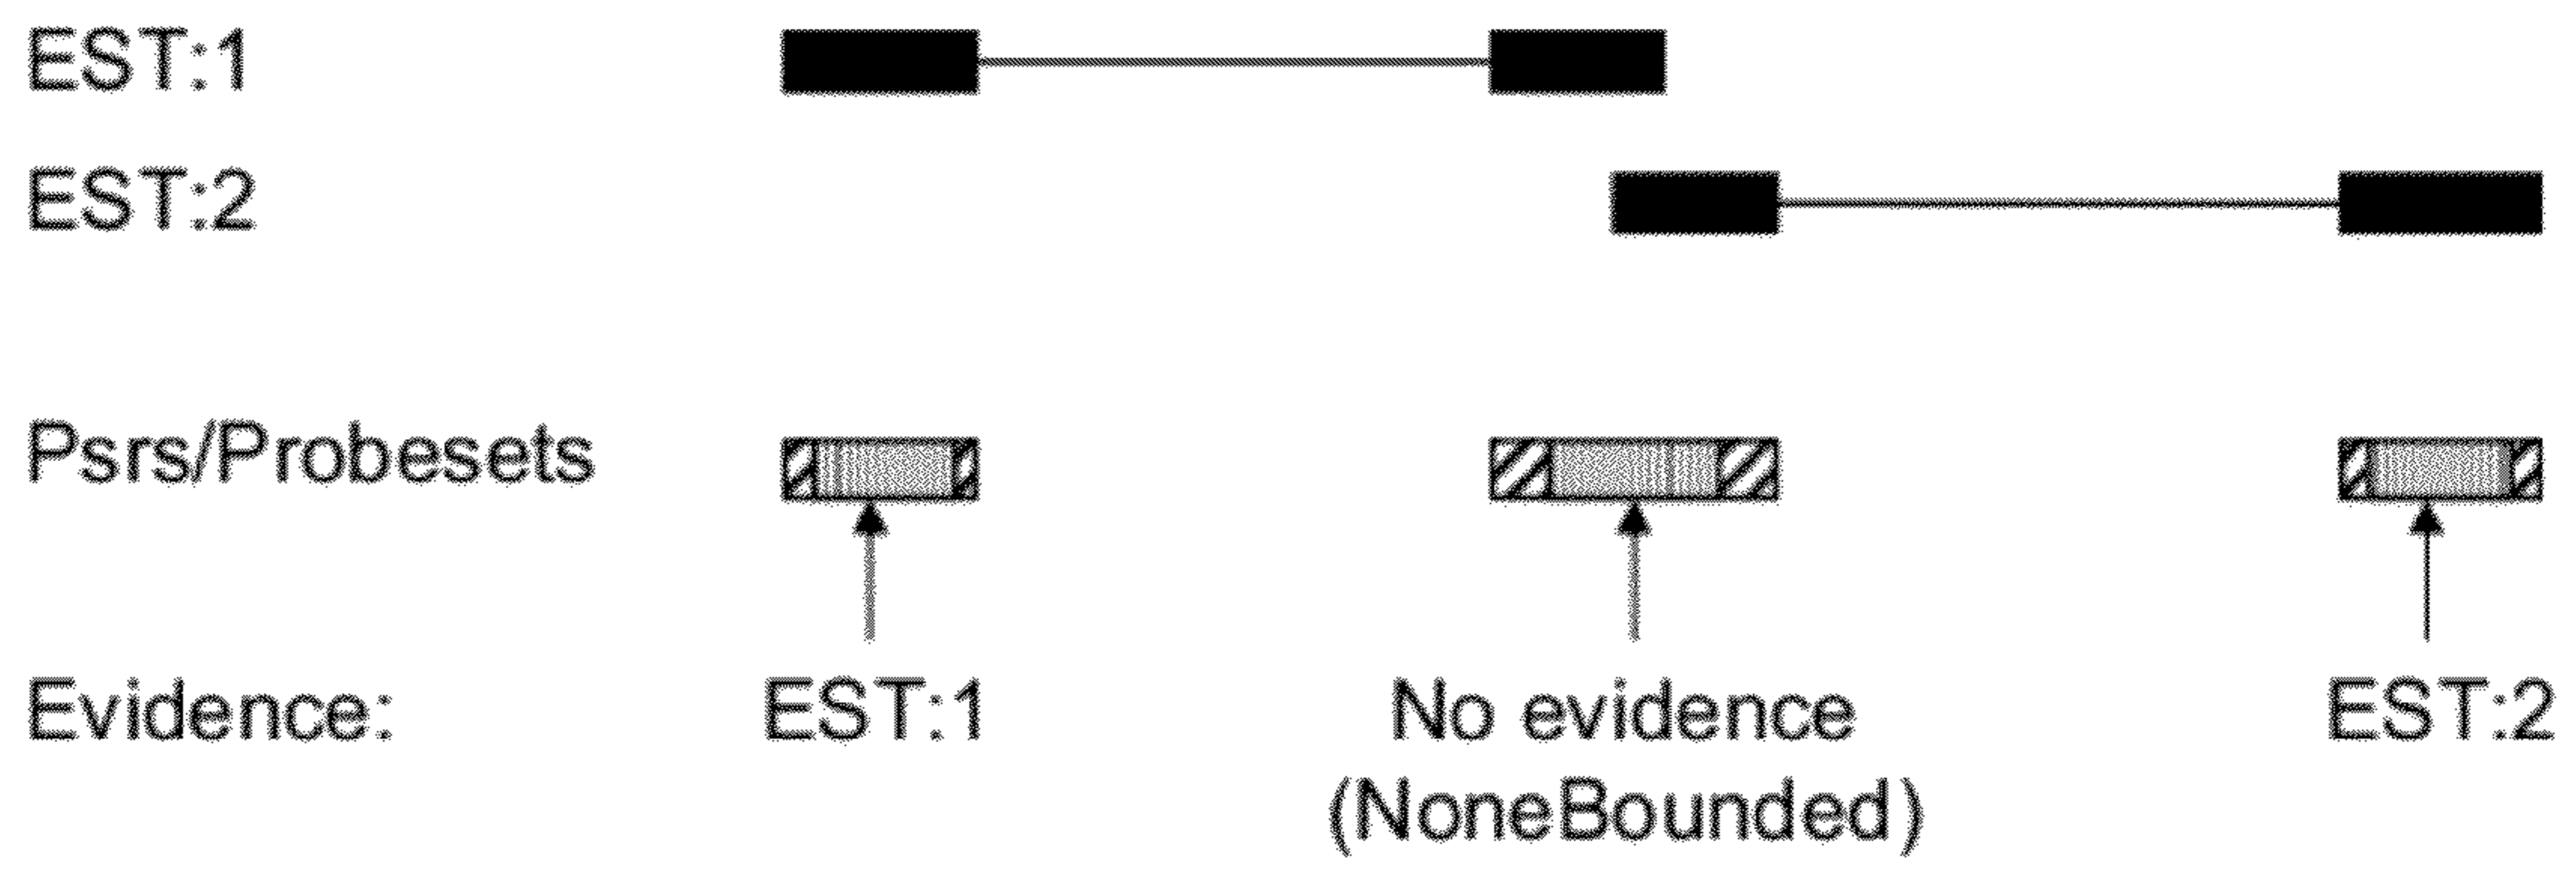 EST:1
EST:2
Psrs/Probesets
Evidence: EST:1 No evidence EST:2
(NoneBounded)